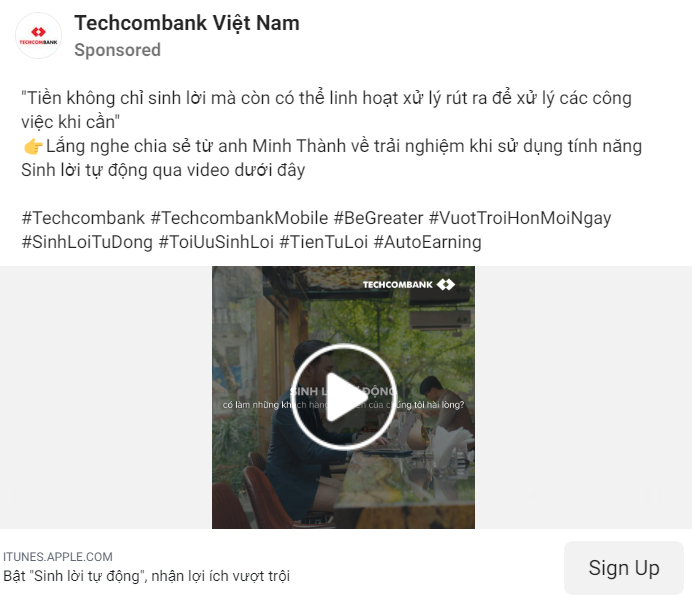 TECHCOMBANK
Techcombank Việt Nam
Sponsored
"Tiền không chỉ sinh lời mà còn có thể linh hoạt xử lý rút ra để xử lý các công
việc khi cần"
👉Lắng nghe chia sẻ từ anh Minh Thành về trải nghiệm khi sử dụng tính năng
Sinh lời tự động qua video dưới đây
#Techcombank #TechcombankMobile #BeGreater #VuotTroiHonMoiNgay
#SinhLoiTuDong #ToiUuSinhLoi #TienTuLoi #AutoEarning
TECHCOMBANK
SINH ĐỘNG
có làm những hàng của chúng tôi hài lòng?
ITUNES.APPLE.COM
Bật "Sinh lời tự động", nhận lợi ích vượt trội
Sign Up